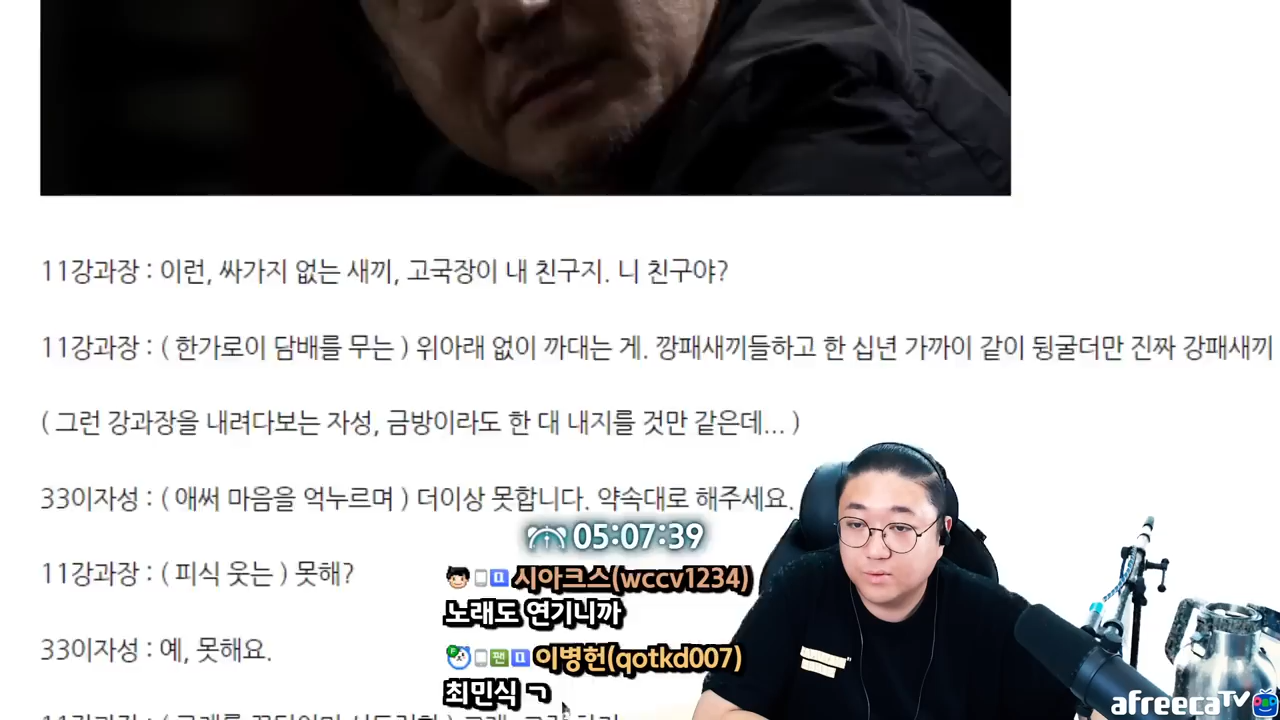 11강과장 : 이런, 싸가지 없는 새끼, 고국장이 내 친구지. 니 친구야?
11강과장 : ( 한가로이 담배를 무는 ) 위아래 없이 까대는 게. 깡패새끼들하고 한 십년 가까이 같이 뒹굴더만 진짜 강패새끼
( 그런 강과장을 내려다보는 자성, 금방이라도 한 대 내지를 것만 같은데... )
33이자성 : ( 애써 마음을 억누르며 ) 더이상 못합니다. 약속대로 해주세요.
05:07:39
11강과장 : ( 피식 웃는 ) 못해?
시아크스(wccv1234)
노래도 연기니까
33이자성 : 예, 못해요.
이병헌(qotkd007)
최민식 ㄱ
afreecaTV